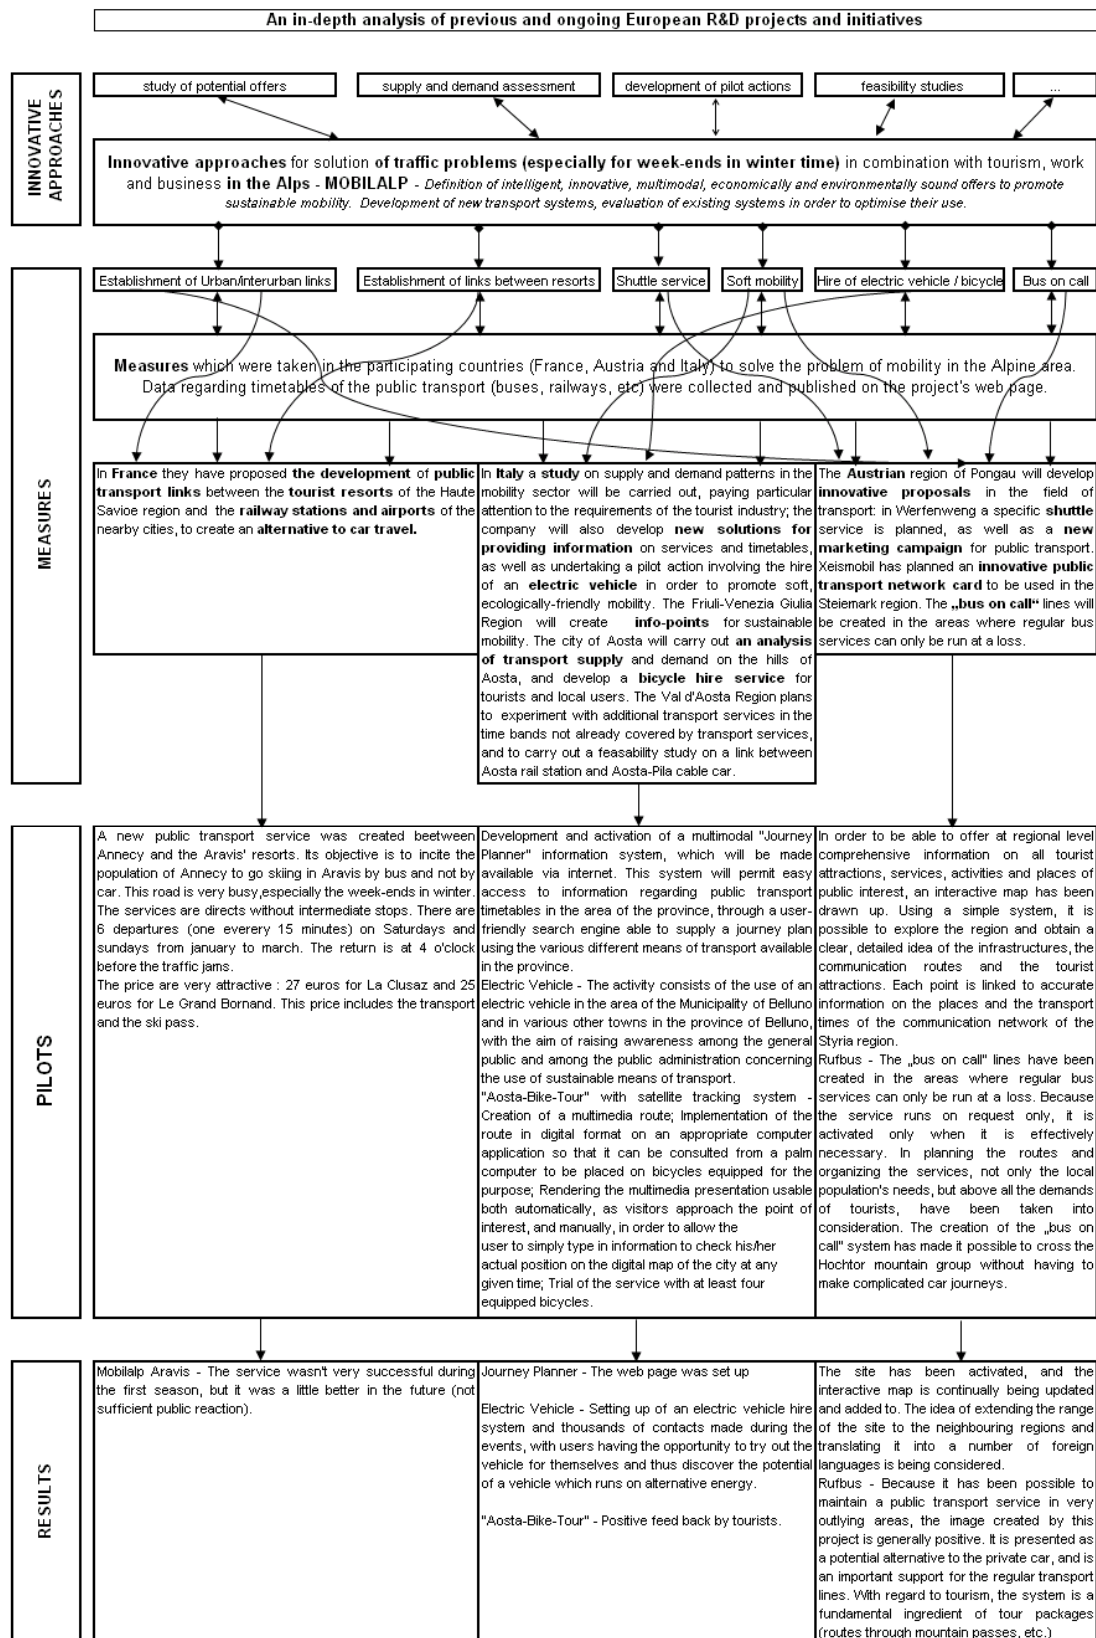 An in-depth analysis of previous and ongoing European R&D projects and initiatives
INNOVATIVE
APPROACHES
study of potential offers
supply and demand assessment
development of pilot actions
feasibility studies
...
Innovative approaches for solution of traffic problems (especially for week-ends in winter time) in combination with tourism, work
and business in the Alps - MOBILALP - Definition of intelligent, innovative, multimodal, economically and environmentally sound offers to promote
sustainable mobility. Development of new transport systems, evaluation of existing systems in order to optimise their use.
MEASURES
Establishment of Urban/interurban links
Establishment of links between resorts
Shuttle service
Soft mobility
Hire of electric vehicle / bicycle
Bus on call
Measures which were taken in the participating countries (France, Austria and Italy) to solve the problem of mobility in the Alpine area.
Data regarding timetables of the public transport (buses, railways, etc) were collected and published on the project's web page.
In France they have proposed the development of public
transport links between the tourist resorts of the Haute
Savioe region and the railway stations and airports of the
nearby cities, to create an alternative to car travel.
In Italy a study on supply and demand patterns in the
mobility sector will be carried out, paying particular
attention to the requirements of the tourist industry; the
company will also develop new solutions for
providing information on services and timetables,
as well as undertaking a pilot action involving the hire
of an electric vehicle in order to promote soft,
ecologically-friendly mobility. The Friuli-Venezia Giulia
Region will create info-points for sustainable
mobility. The city of Aosta will carry out an analysis
of transport supply and demand on the hills of
Aosta, and develop a bicycle hire service for
tourists and local users. The Val d'Aosta Region plans
to experiment with additional transport services in the
time bands not already covered by transport services,
and to carry out a feasability study on a link between
Aosta rail station and Aosta-Pila cable car.
The Austrian region of Pongau will develop
innovative proposals in the field of
transport: in Werfenweng a specific shuttle
service is planned, as well as a new
marketing campaign for public transport.
Xeismobil has planned an innovative public
transport network card to be used in the
Steiemark region. The „bus on call“ lines will
be created in the areas where regular bus
services can only be run at a loss.
PILOTS
A new public transport service was created beetween
Annecy and the Aravis' resorts. Its objective is to incite the
population of Annecy to go skiing in Aravis by bus and not by
car. This road is very busy,especially the week-ends in winter.
The services are directs without intermediate stops. There are
6 departures (one everery 15 minutes) on Saturdays and
sundays from january to march. The return is at 4 o'clock
before the traffic jams.
The price are very attractive : 27 euros for La Clusaz and 25
euros for Le Grand Bornand. This price includes the transport
and the ski pass.
Development and activation of a multimodal "Journey
Planner" information system, which will be made
available via internet. This system will permit easy
access to information regarding public transport
timetables in the area of the province, through a user-
friendly search engine able to supply a journey plan
using the various different means of transport available
in the province.
Electric Vehicle - The activity consists of the use of an
electric vehicle in the area of the Municipality of Belluno
and in various other towns in the province of Belluno,
with the aim of raising awareness among the general
public and among the public administration concerning
the use of sustainable means of transport.
"Aosta-Bike-Tour" with satellite tracking system -
Creation of a multimedia route; Implementation of the
route in digital format on an appropriate computer
application so that it can be consulted from a palm
computer to be placed on bicycles equipped for the
purpose; Rendering the multimedia presentation usable
both automatically, as visitors approach the point of
interest, and manually, in order to allow the
user to simply type in information to check his/her
actual position on the digital map of the city at any
given time; Trial of the service with at least four
equipped bicycles.
In order to be able to offer at regional level
comprehensive information on all tourist
attractions, services, activities and places of
public interest, an interactive map has been
drawn up. Using a simple system, it is
possible to explore the region and obtain a
clear, detailed idea of the infrastructures, the
communication routes and the tourist
attractions. Each point is linked to accurate
information on the places and the transport
times of the communication network of the
Styria region.
Rufbus - The „bus on call" lines have been
created in the areas where regular bus
services can only be run at a loss. Because
the service runs on request only, it is
activated only when it is effectively
necessary. In planning the routes and
organizing the services, not only the local
population's needs, but above all the demands
of tourists, have been taken into
consideration. The creation of the „bus on
call" system has made it possible to cross the
Hochtor mountain group without having to
make complicated car journeys.
RESULTS
Mobilalp Aravis - The service wasn't very successful during
the first season, but it was a little better in the future (not
sufficient public reaction).
Journey Planner - The web page was set up
Electric Vehicle - Setting up of an electric vehicle hire
system and thousands of contacts made during the
events, with users having the opportunity to try out the
vehicle for themselves and thus discover the potential
of a vehicle which runs on alternative energy.
"Aosta-Bike-Tour" - Positive feed back by tourists.
The site has been activated, and the
interactive map is continually being updated
and added to. The idea of extending the range
of the site to the neighbouring regions and
translating it into a number of foreign
languages is being considered.
Rufbus - Because it has been possible to
maintain a public transport service in very
outlying areas, the image created by this
project is generally positive. It is presented as
a potential alternative to the private car, and is
an important support for the regular transport
lines. With regard to tourism, the system is a
fundamental ingredient of tour packages
(routes through mountain passes, etc.)